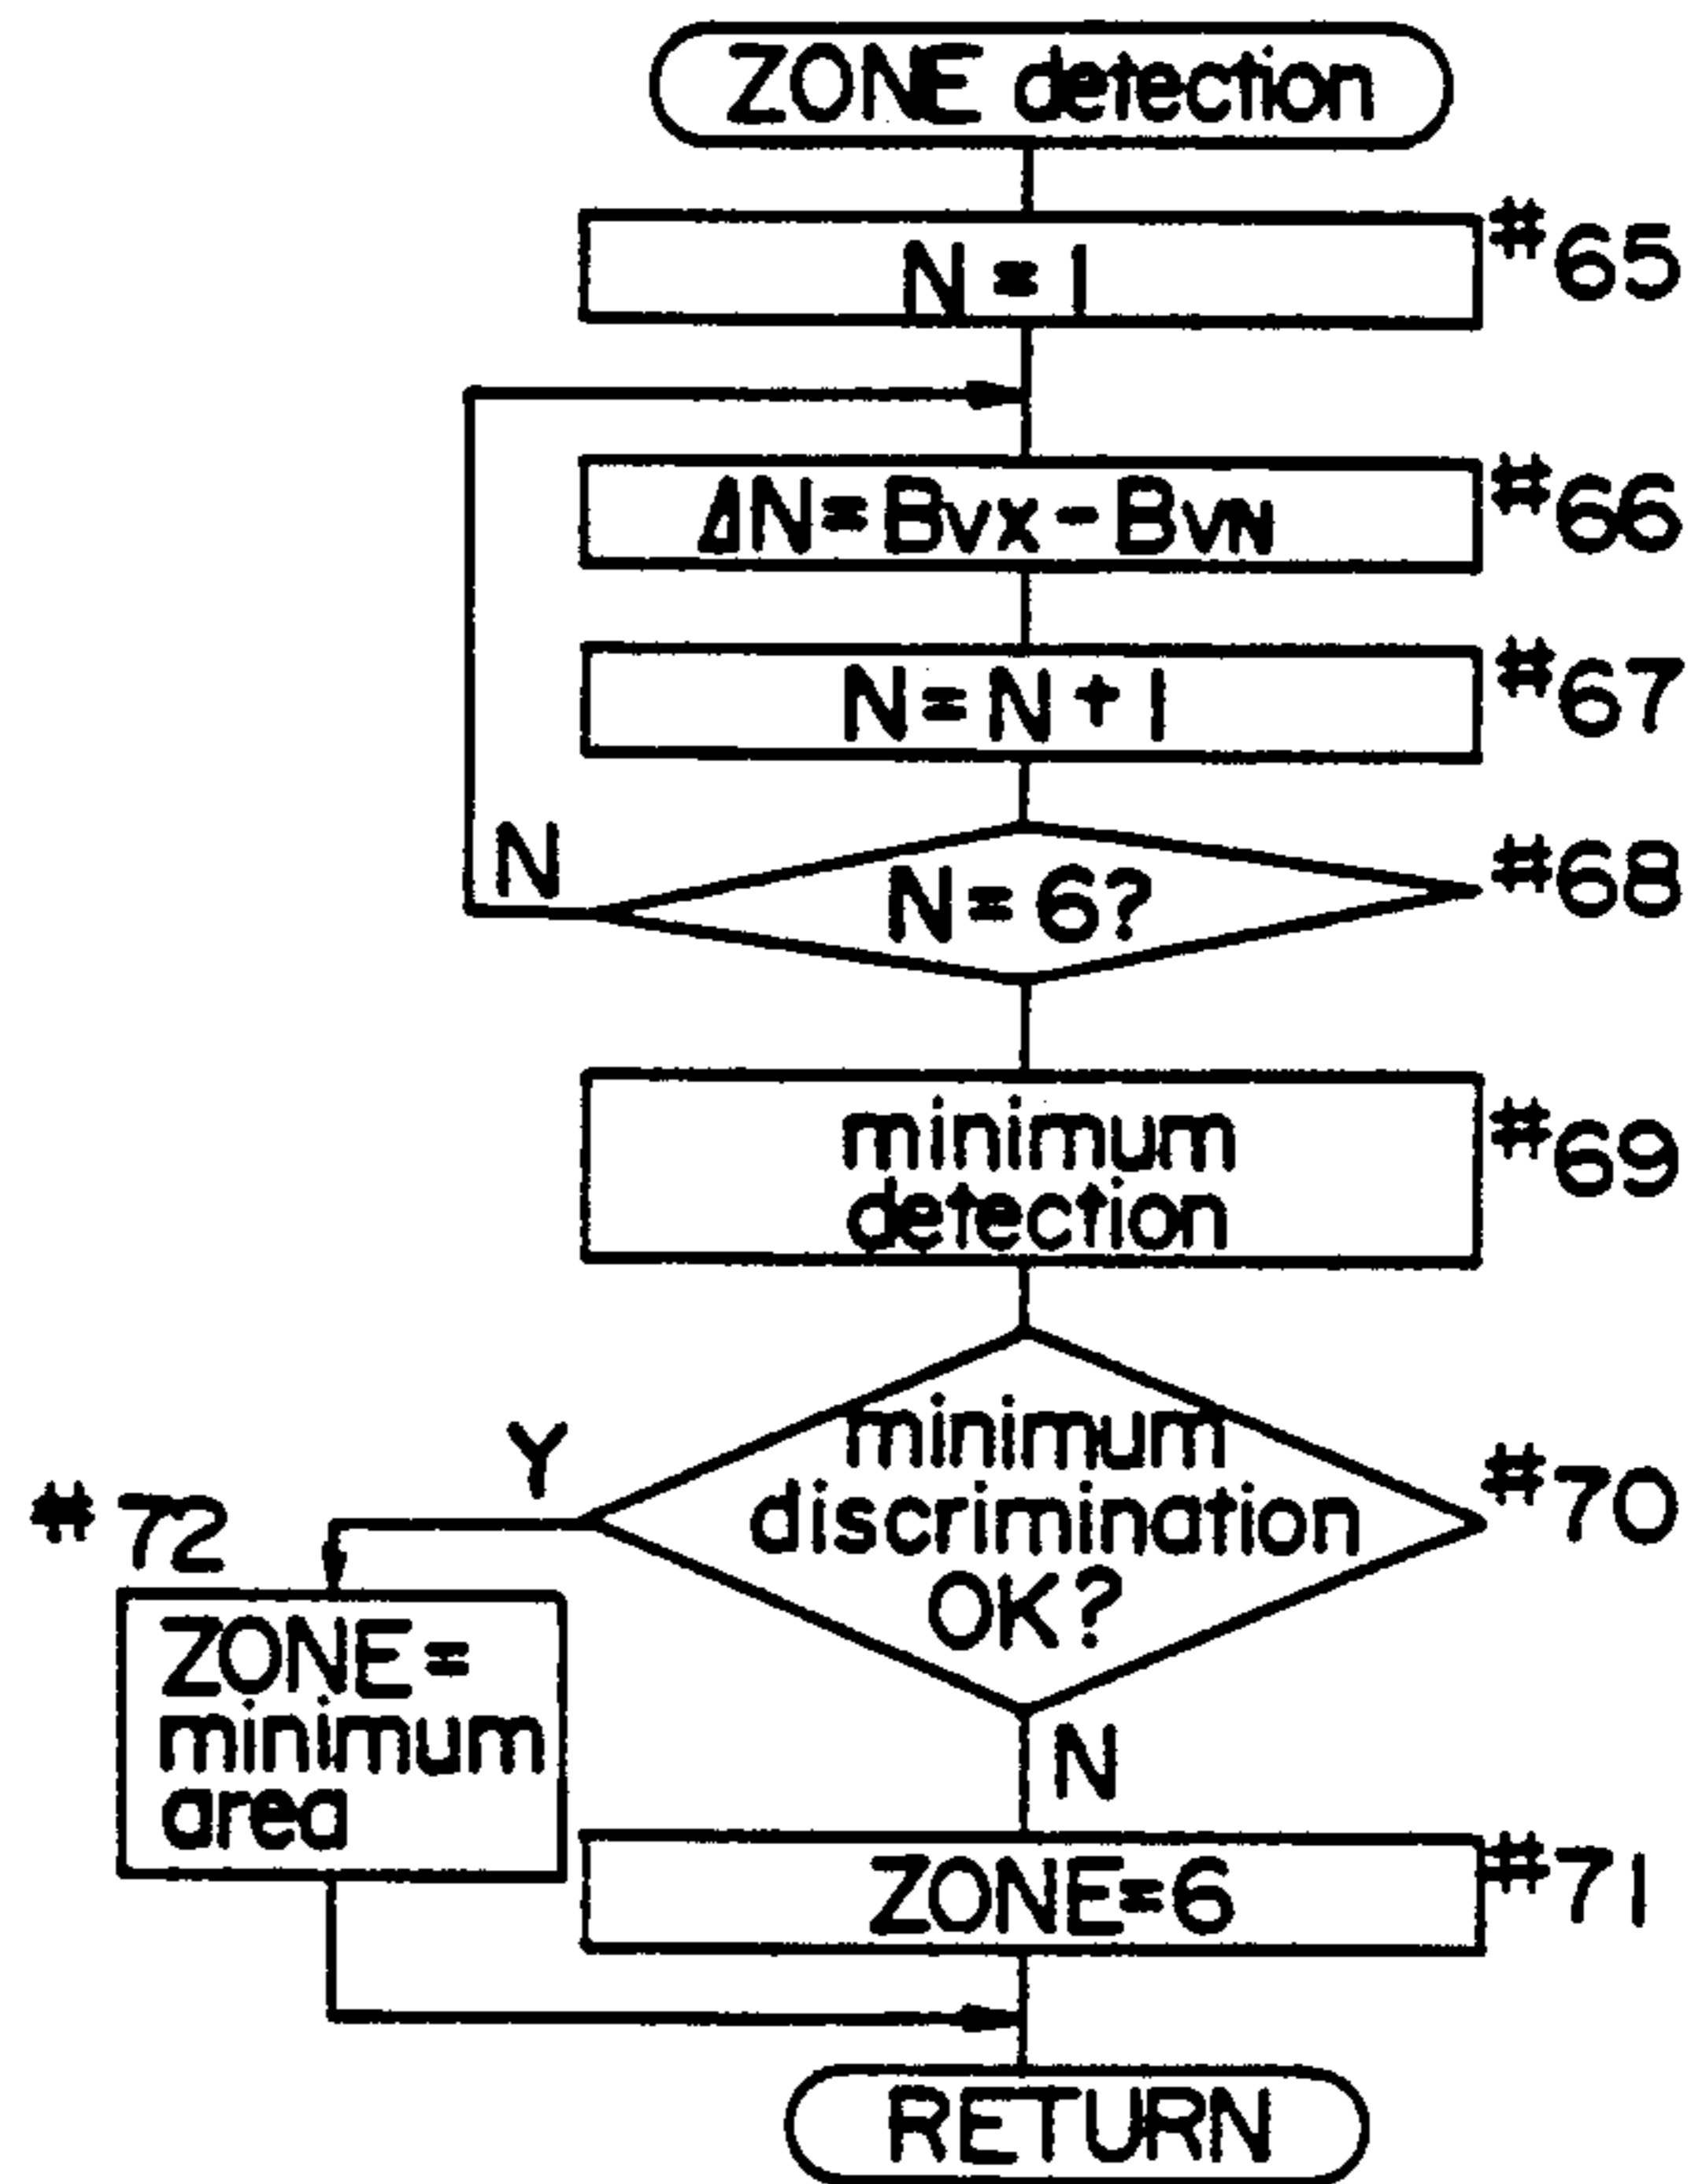 ZONE detection
N=1
#65
ΔN=Bvx-BvN
#66
N=N+1
#67
N
N=6?
#68
minimum
detection
#69
Y
minimum
discrimination
OK?
#70
#72
ZONE=
minimum
area
N
ZONE=6
#71
RETURN